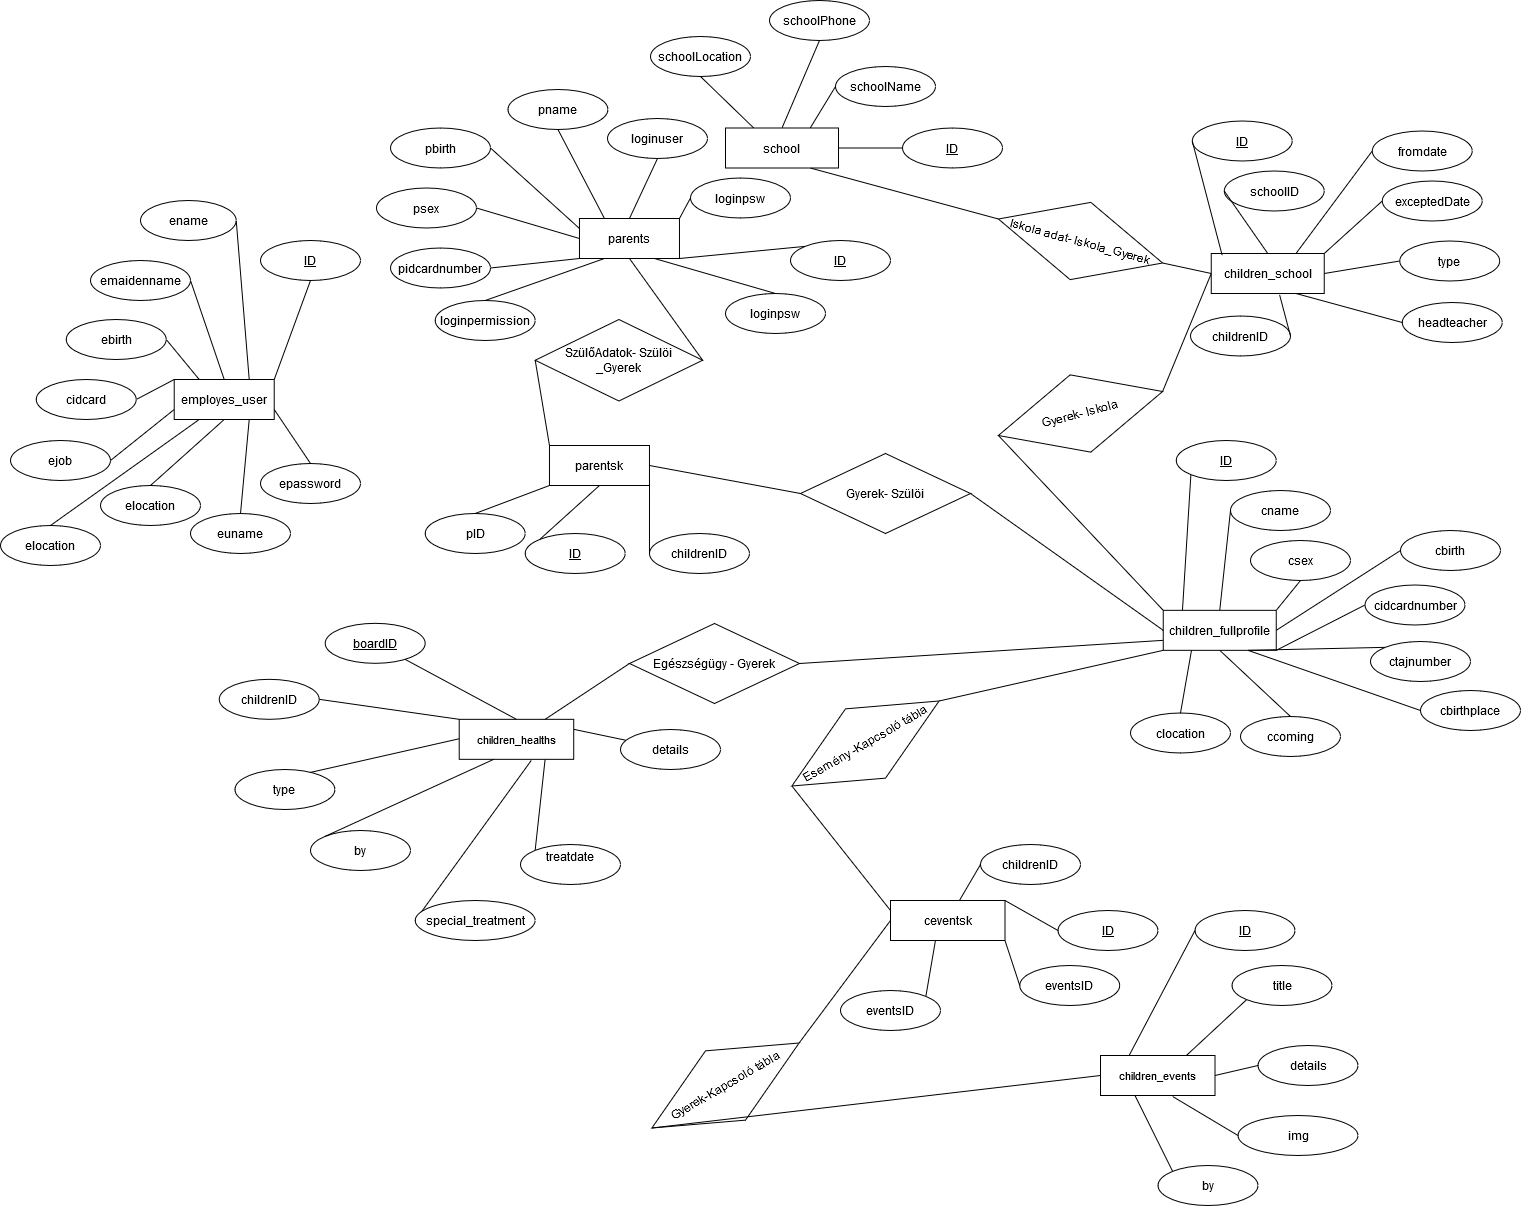 schoolPhone
schoolLocation
schoolName
pname
loginuser
pbirth
school
ID
ID
fromdate
schoolID
exceptedDate
psex
loginpsw
ename
parents
Iskola adat- Iskola_Gyerek
ID
pidcardnumber
ID
type
children_school
emaidenname
loginpermission
loginpsw
headteacher
childrenID
ebirth
SzülőAdatok- Szülöi
_Gyerek
cidcard
employes_user
Gyerek- Iskola
ejob
parentsk
ID
epassword
Gyerek- Szülöi
elocation
cname
euname
pID
elocation
ID
childrenID
cbirth
csex
cidcardnumber
children_fullprofile
boardID
Egészségügy - Gyerek
ctajnumber
childrenID
cbirthplace
clocation
ccoming
children_healths
details
Esemény -Kapcsoló tábla
type
by
treatdate
childrenID
special_treatment
ceventsk
ID
ID
eventsID
title
eventsID
details
Gyerek-Kapcsoló tábla
children_events
img
by